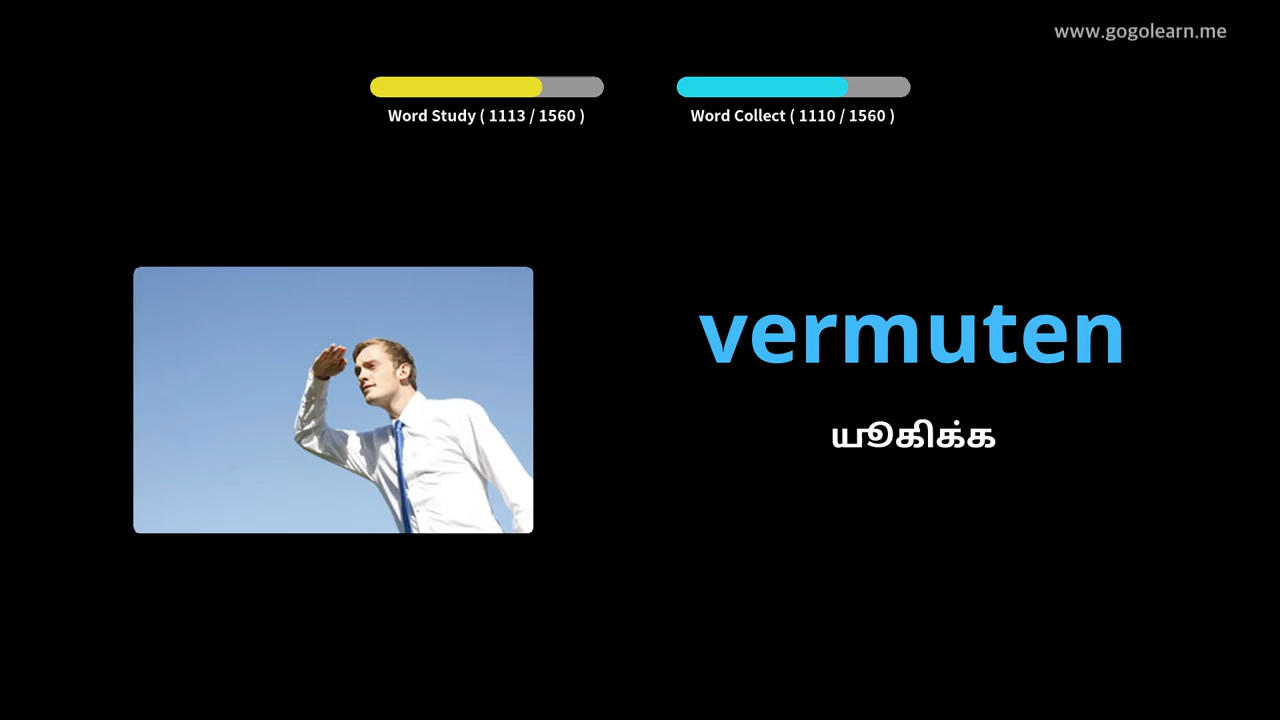 www.gogolearn.me
Word Study ( 1113 / 1560 )
Word Collect ( 1110 / 1560 )
vermuten
யூகிக்க